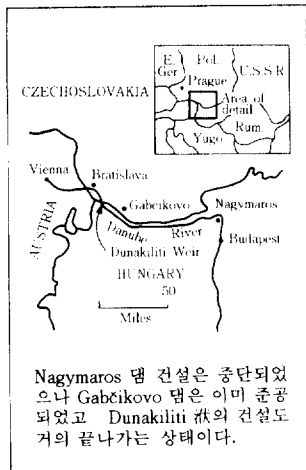 E. Ger
Pol.
U.S.S.R
Prague
Area of detail
Rum.
Yugo
CZECHOSLOVAKIA
Vienna
Bratislava
Gabcikovo
Nagymaros
AUSTRIA
Danube
River
Dunakiliti Weir
Budapest
HUNGARY
50
Miles
Nagymaros 댐 건설은 중단되었
으나 Gabčikovo 댐은 이미 준공
되었고 Dunakiliti 洑의 건설도
거의 끝나가는 상태이다.